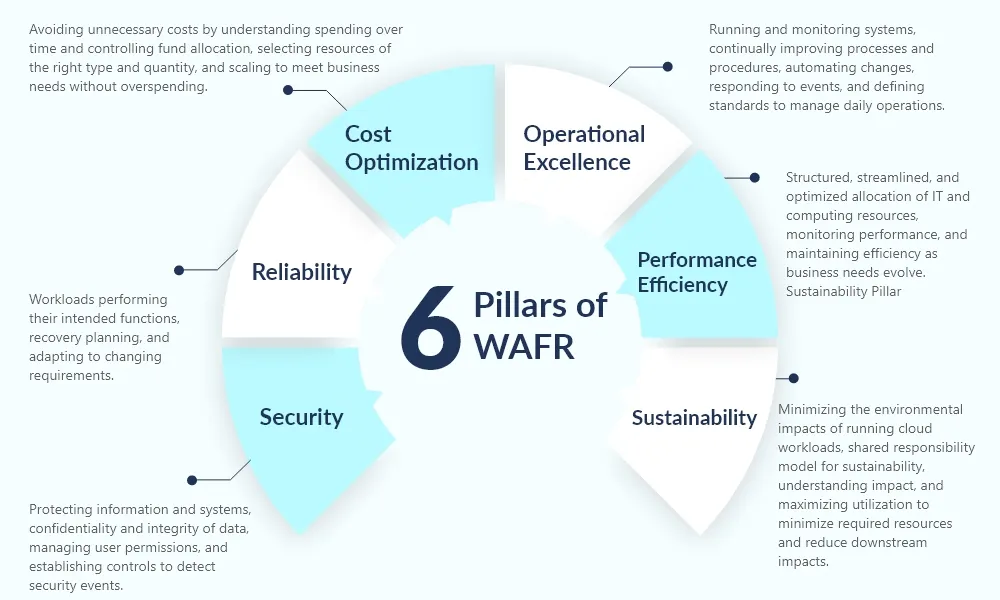 Avoiding unnecessary costs by understanding spending over
time and controlling fund allocation, selecting resources of
the right type and quantity, and scaling to meet business
needs without overspending.
Running and monitoring systems,
continually improving processes and
procedures, automating changes,
responding to events, and defining
standards to manage daily operations.
Cost
Optimization
Operational
Excellence
Structured, streamlined, and
optimized allocation of IT and
computing resources,
monitoring performance, and
maintaining efficiency as
business needs evolve.
Sustainability Pillar
Reliability
Performance
Efficiency
Workloads performing
their intended functions,
recovery planning, and
adapting to changing
requirements.
6
Pillars of
WAFR
Security
Sustainability
Minimizing the environmental
impacts of running cloud
workloads, shared responsibility
model for sustainability,
understanding impact, and
maximizing utilization to
minimize required resources
and reduce downstream
impacts.
Protecting information and systems,
confidentiality and integrity of data,
managing user permissions, and
establishing controls to detect
security events.